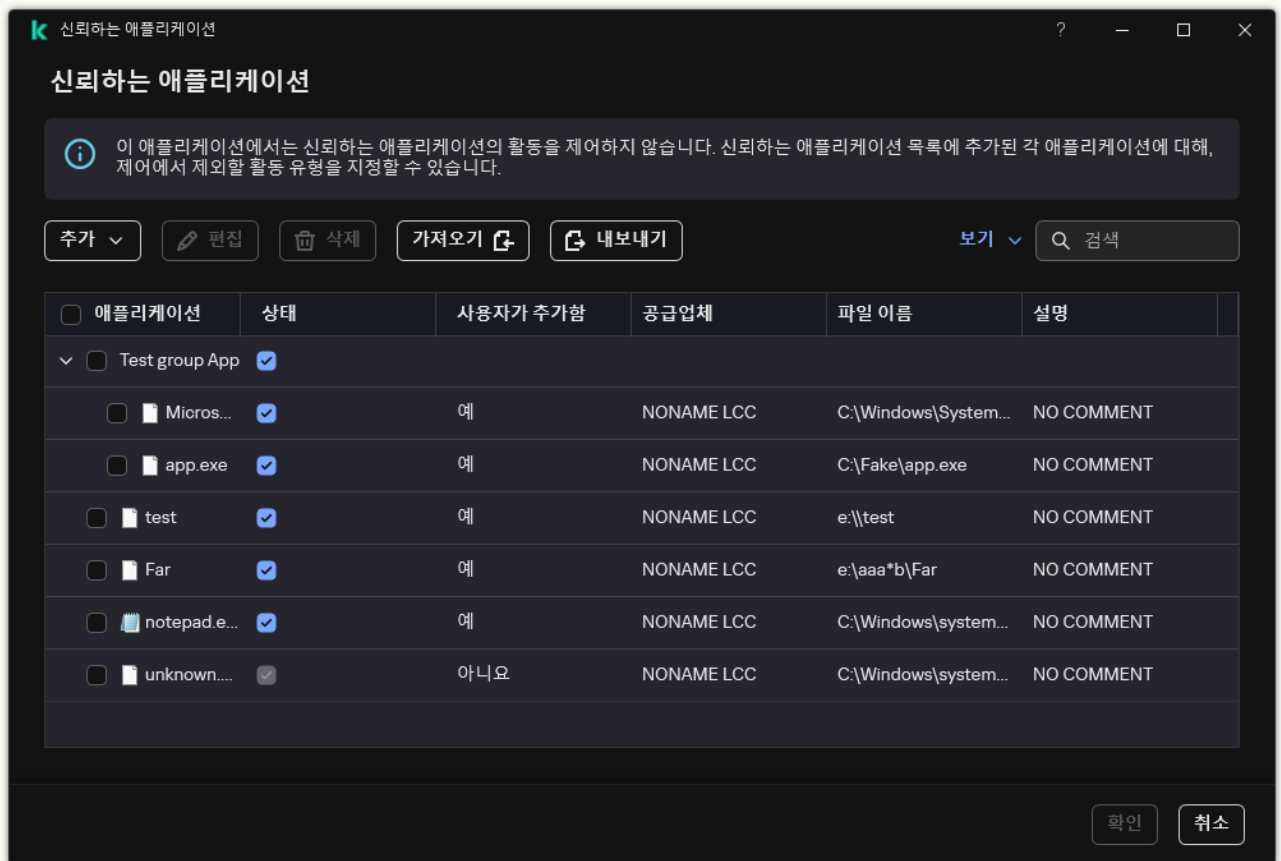 신뢰하는 애플리케이션
?
신뢰하는 애플리케이션
이 애플리케이션에서는 신뢰하는 애플리케이션의 활동을 제어하지 않습니다. 신뢰하는 애플리케이션 목록에 추가된 각 애플리케이션에 대해,
제어에서 제외할 활동 유형을 지정할 수 있습니다.
추가 편집 삭제 가져오기 내보내기 보기 검색
애플리케이션 상태 사용자가 추가함 공급업체 파일 이름 설명
Test group App
Micros... 예 NONAME LCC C:\Windows\System... NO COMMENT
app.exe 예 NONAME LCC C:\Fake\app.exe NO COMMENT
test 예 NONAME LCC e:\\test NO COMMENT
Far 예 NONAME LCC e:\aaa*b\Far NO COMMENT
notepad.e... 예 NONAME LCC C:\Windows\system... NO COMMENT
unknown.... 아니요 NONAME LCC C:\Windows\system... NO COMMENT
확인 취소